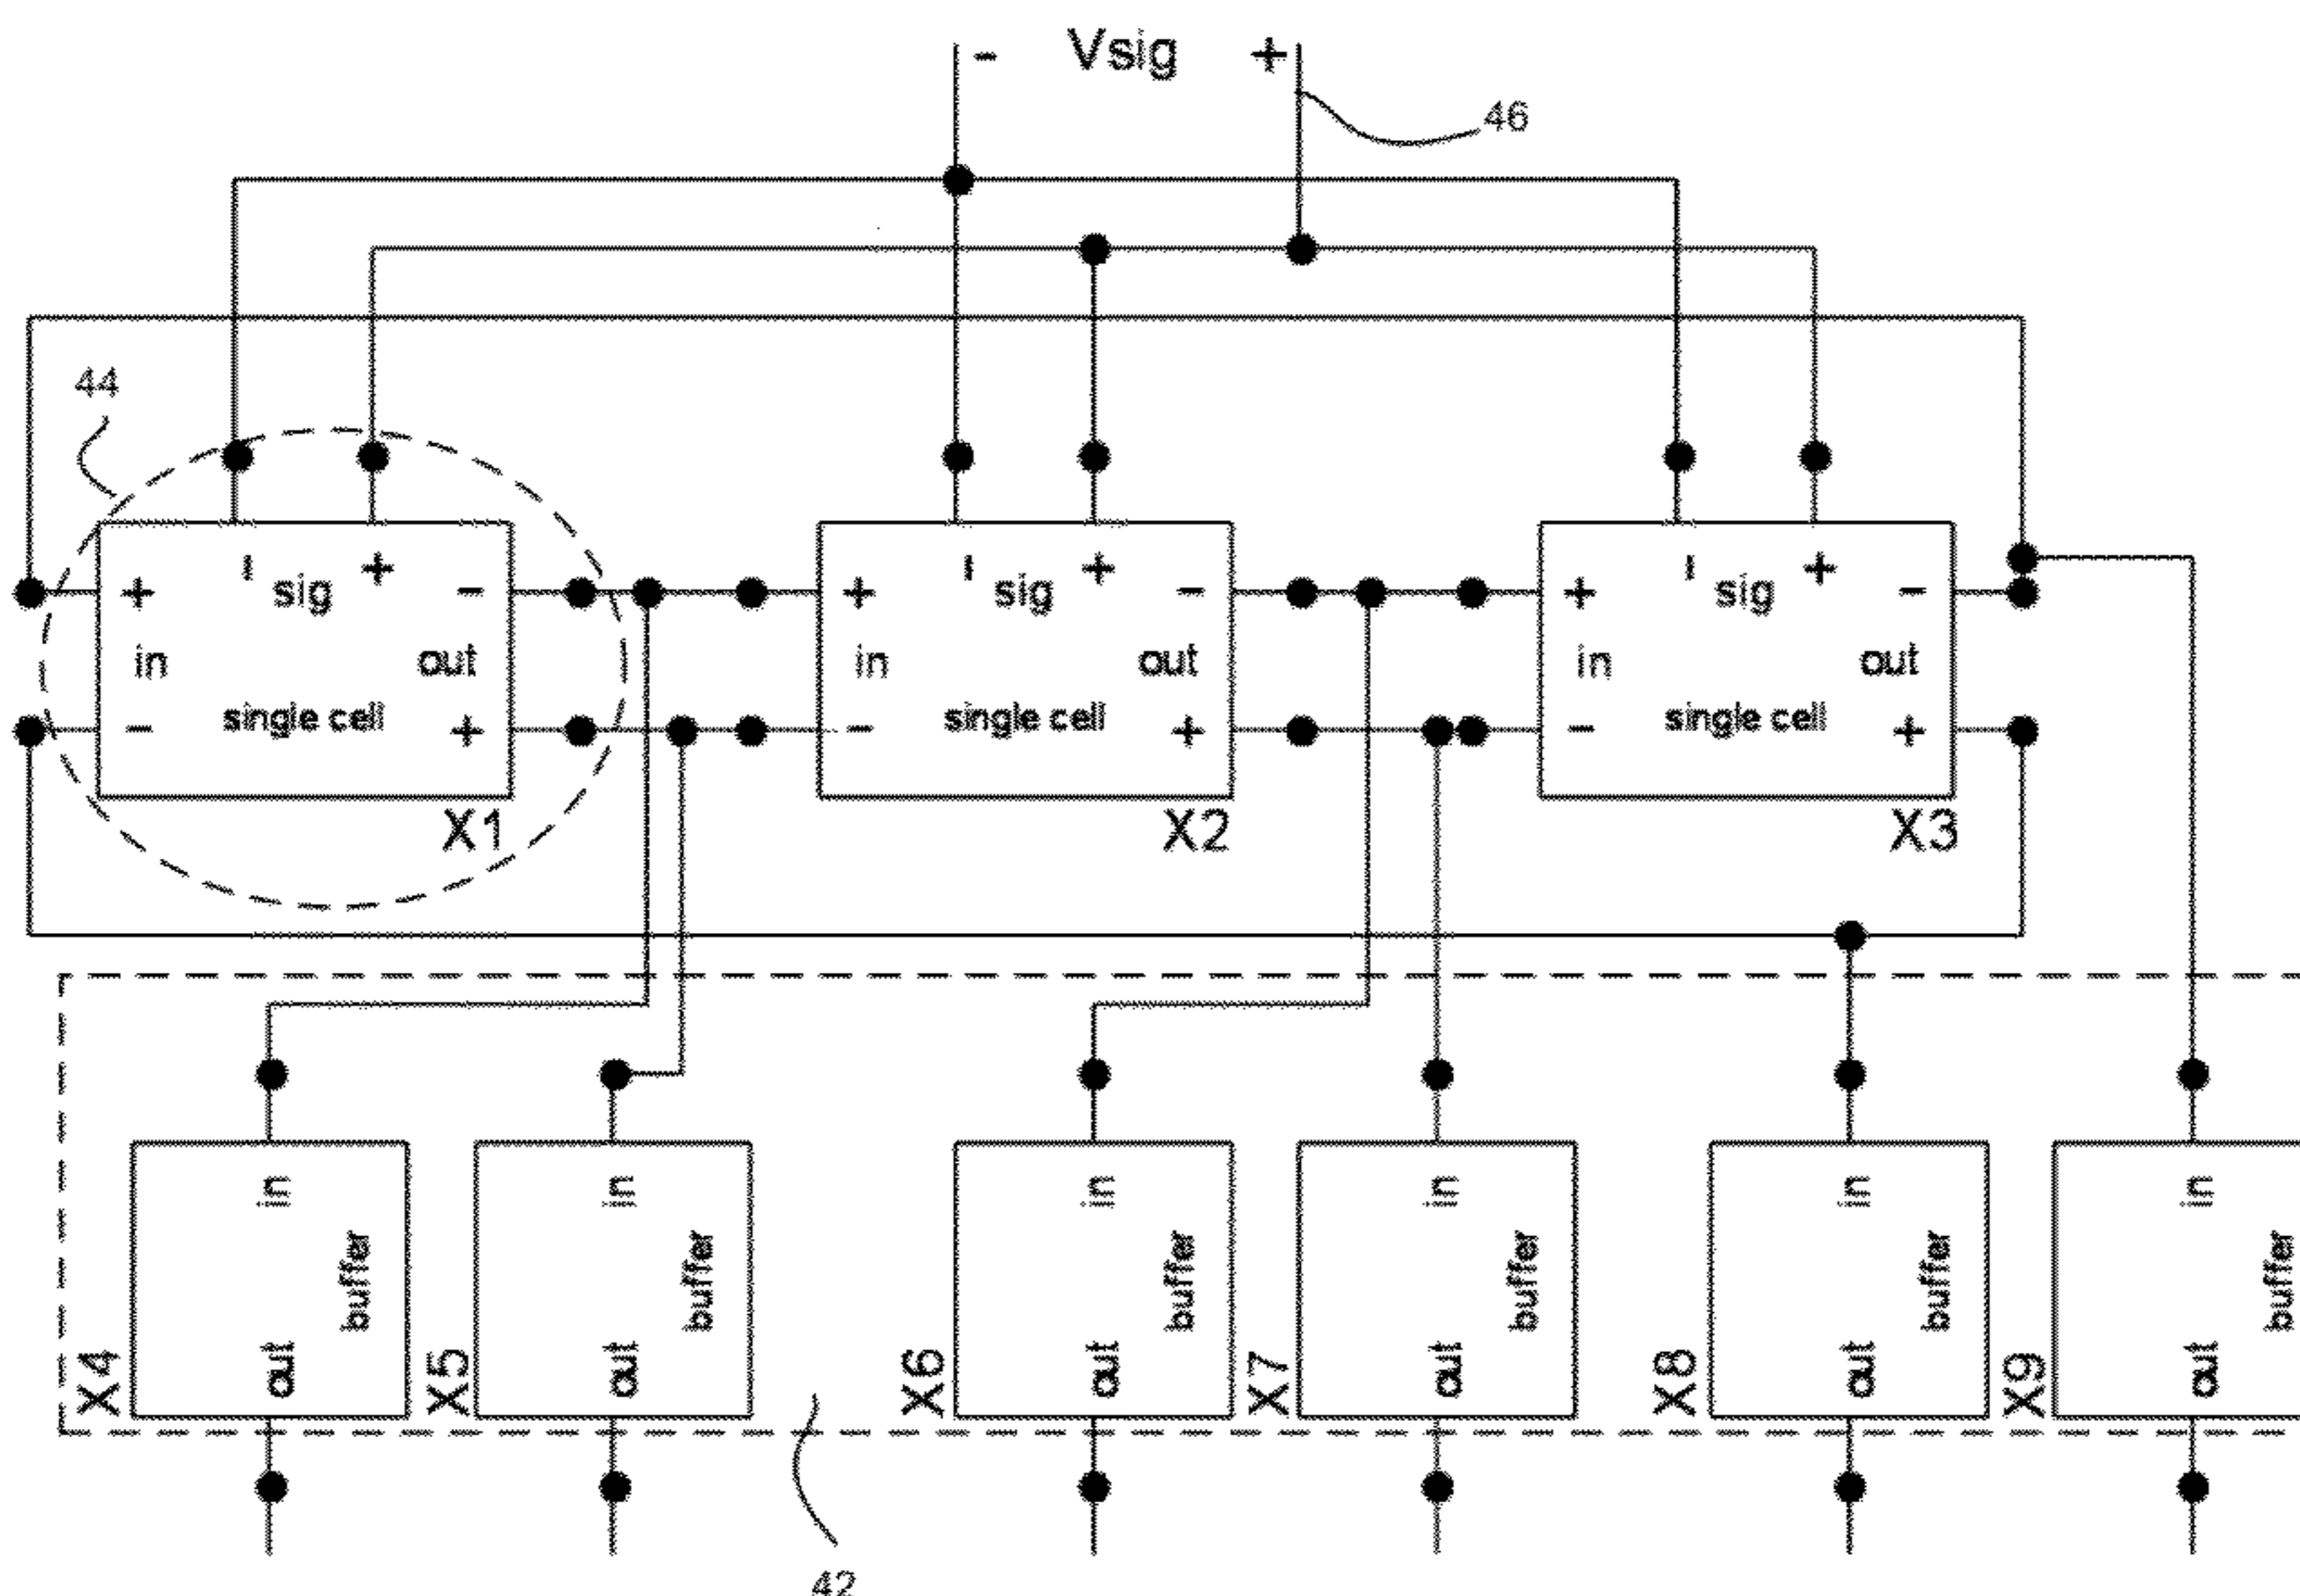 - Vsig +
46
44
- sig + -
+
in out
single cell
- +
X1
- sig + -
+
in out
single cell
- +
X2
- sig + -
+
in out
single cell
- +
X3
in
buffer
out
X4
in
buffer
out
X5
in
buffer
out
X6
in
buffer
out
X7
in
buffer
out
X8
in
buffer
out
X9
42